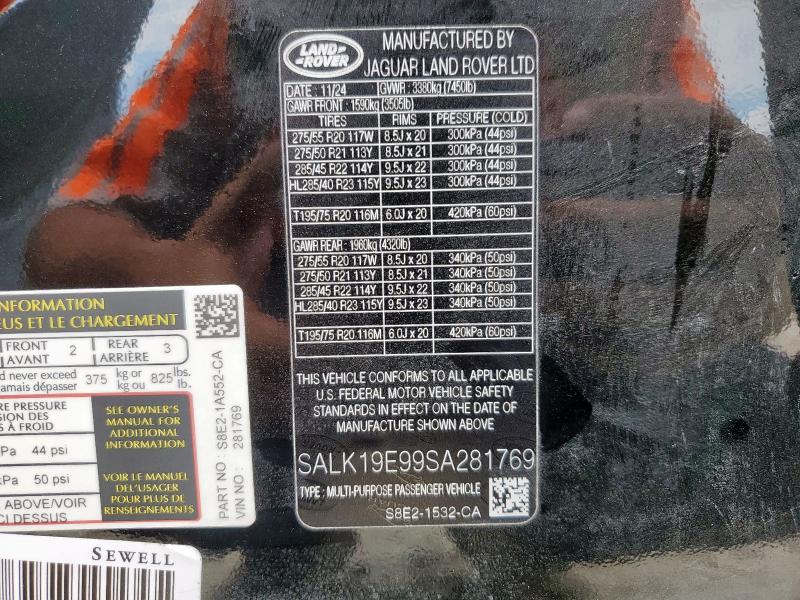 LAND-
-ROVER
MANUFACTURED BY
JAGUAR LAND ROVER LTD
DATE : 11/24 GVWR : 3380kg (7450lb)
GAWR FRONT : 1590kg (3505lb)
TIRES RIMS PRESSURE (COLD)
275/55 R20 117W 8.5J x 20 300kPa (44psi)
275/50 R21 113Y 8.5J x 21 300kPa (44psi)
285/45 R22 114Y 9.5J x 22 300kPa (44psi)
HL285/40 R23 115Y 9.5J x 23 300kPa (44psi)
T195/75 R20 116M 6.0J x 20 420kPa (60psi)
GAWR REAR : 1960kg (4320lb)
275/55 R20 117W 8.5J x 20 340kPa (50psi)
275/50 R21 113Y 8.5J x 21 340kPa (50psi)
285/45 R22 114Y 9.5J x 22 340kPa (50psi)
HL285/40 R23 115Y 9.5J x 23 340kPa (50psi)
T195/75 R20 116M 6.0J x 20 420kPa (60psi)
THIS VEHICLE CONFORMS TO ALL APPLICABLE
U.S. FEDERAL MOTOR VEHICLE SAFETY
STANDARDS IN EFFECT ON THE DATE OF
MANUFACTURE SHOWN ABOVE
SALK19E99SA281769
TYPE : MULTI-PURPOSE PASSENGER VEHICLE
S8E2-1532-CA
INFORMATION
EUS ET LE CHARGEMENT
FRONT 2 REAR 3
AVANT ARRIÈRE
d never exceed 375 kg or 825 lbs.
amais dépasser kg ou lb.
RE PRESSURE
SION DES
S À FROID
Pa 44 psi
kPa 50 psi
ABOVE/VOIR
CI DESSUS
SEE OWNER'S
MANUAL FOR
ADDITIONAL
INFORMATION
VOIR LE MANUEL
DEL'USAGER
POUR PLUS DE
RENSEIGNEMENTS
PART NO : S8E2-1A552-CA
VIN NO : 281769
SEWELL